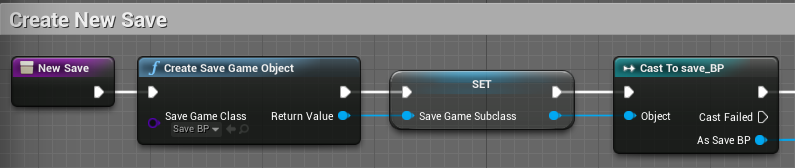 Create New Save
New Save
Create Save Game Object
Save Game Class
Save BP
Return Value
SET
Save Game Subclass
Cast To save_BP
Object
Cast Failed
As Save BP